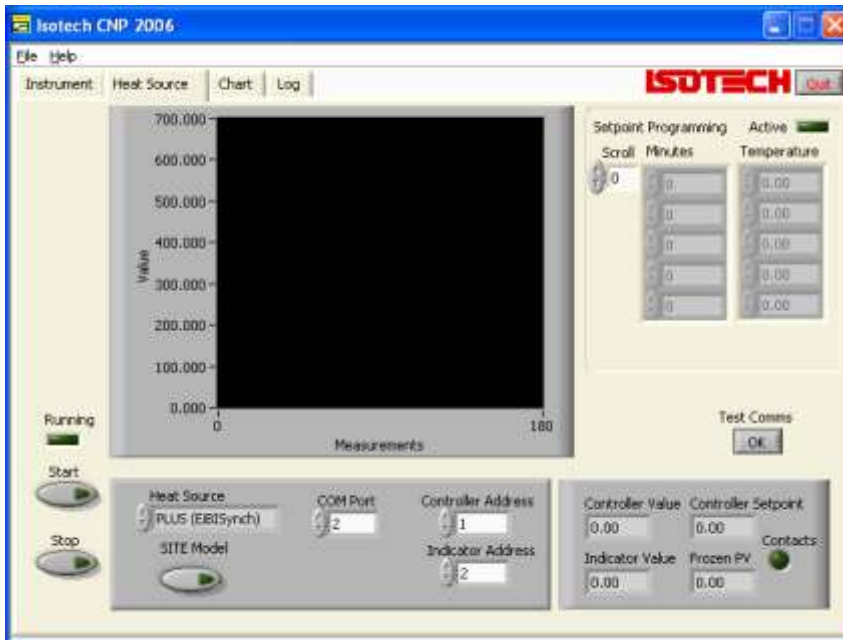 Isotech CNP 2006
File Help
Instrument Heat Source Chart Log
ISOTECH Quit
700.000
600.000
500.000
400.000
300.000
200.000
100.000
0.000
Value
0 180
Measurements
Setpoint Programming Active
Scroll Minutes Temperature
0 0 0.00
0 0.00
0 0.00
0 0.00
0 0.00
Running
Start
Stop
Test Comms
OK
Heat Source COM Port Controller Address
PLUS (EIBISynch) 2 1
SITE Model Indicator Address
2
Controller Value Controller Setpoint
0.00 0.00
Contacts
Indicator Value Frozen PV
0.00 0.00